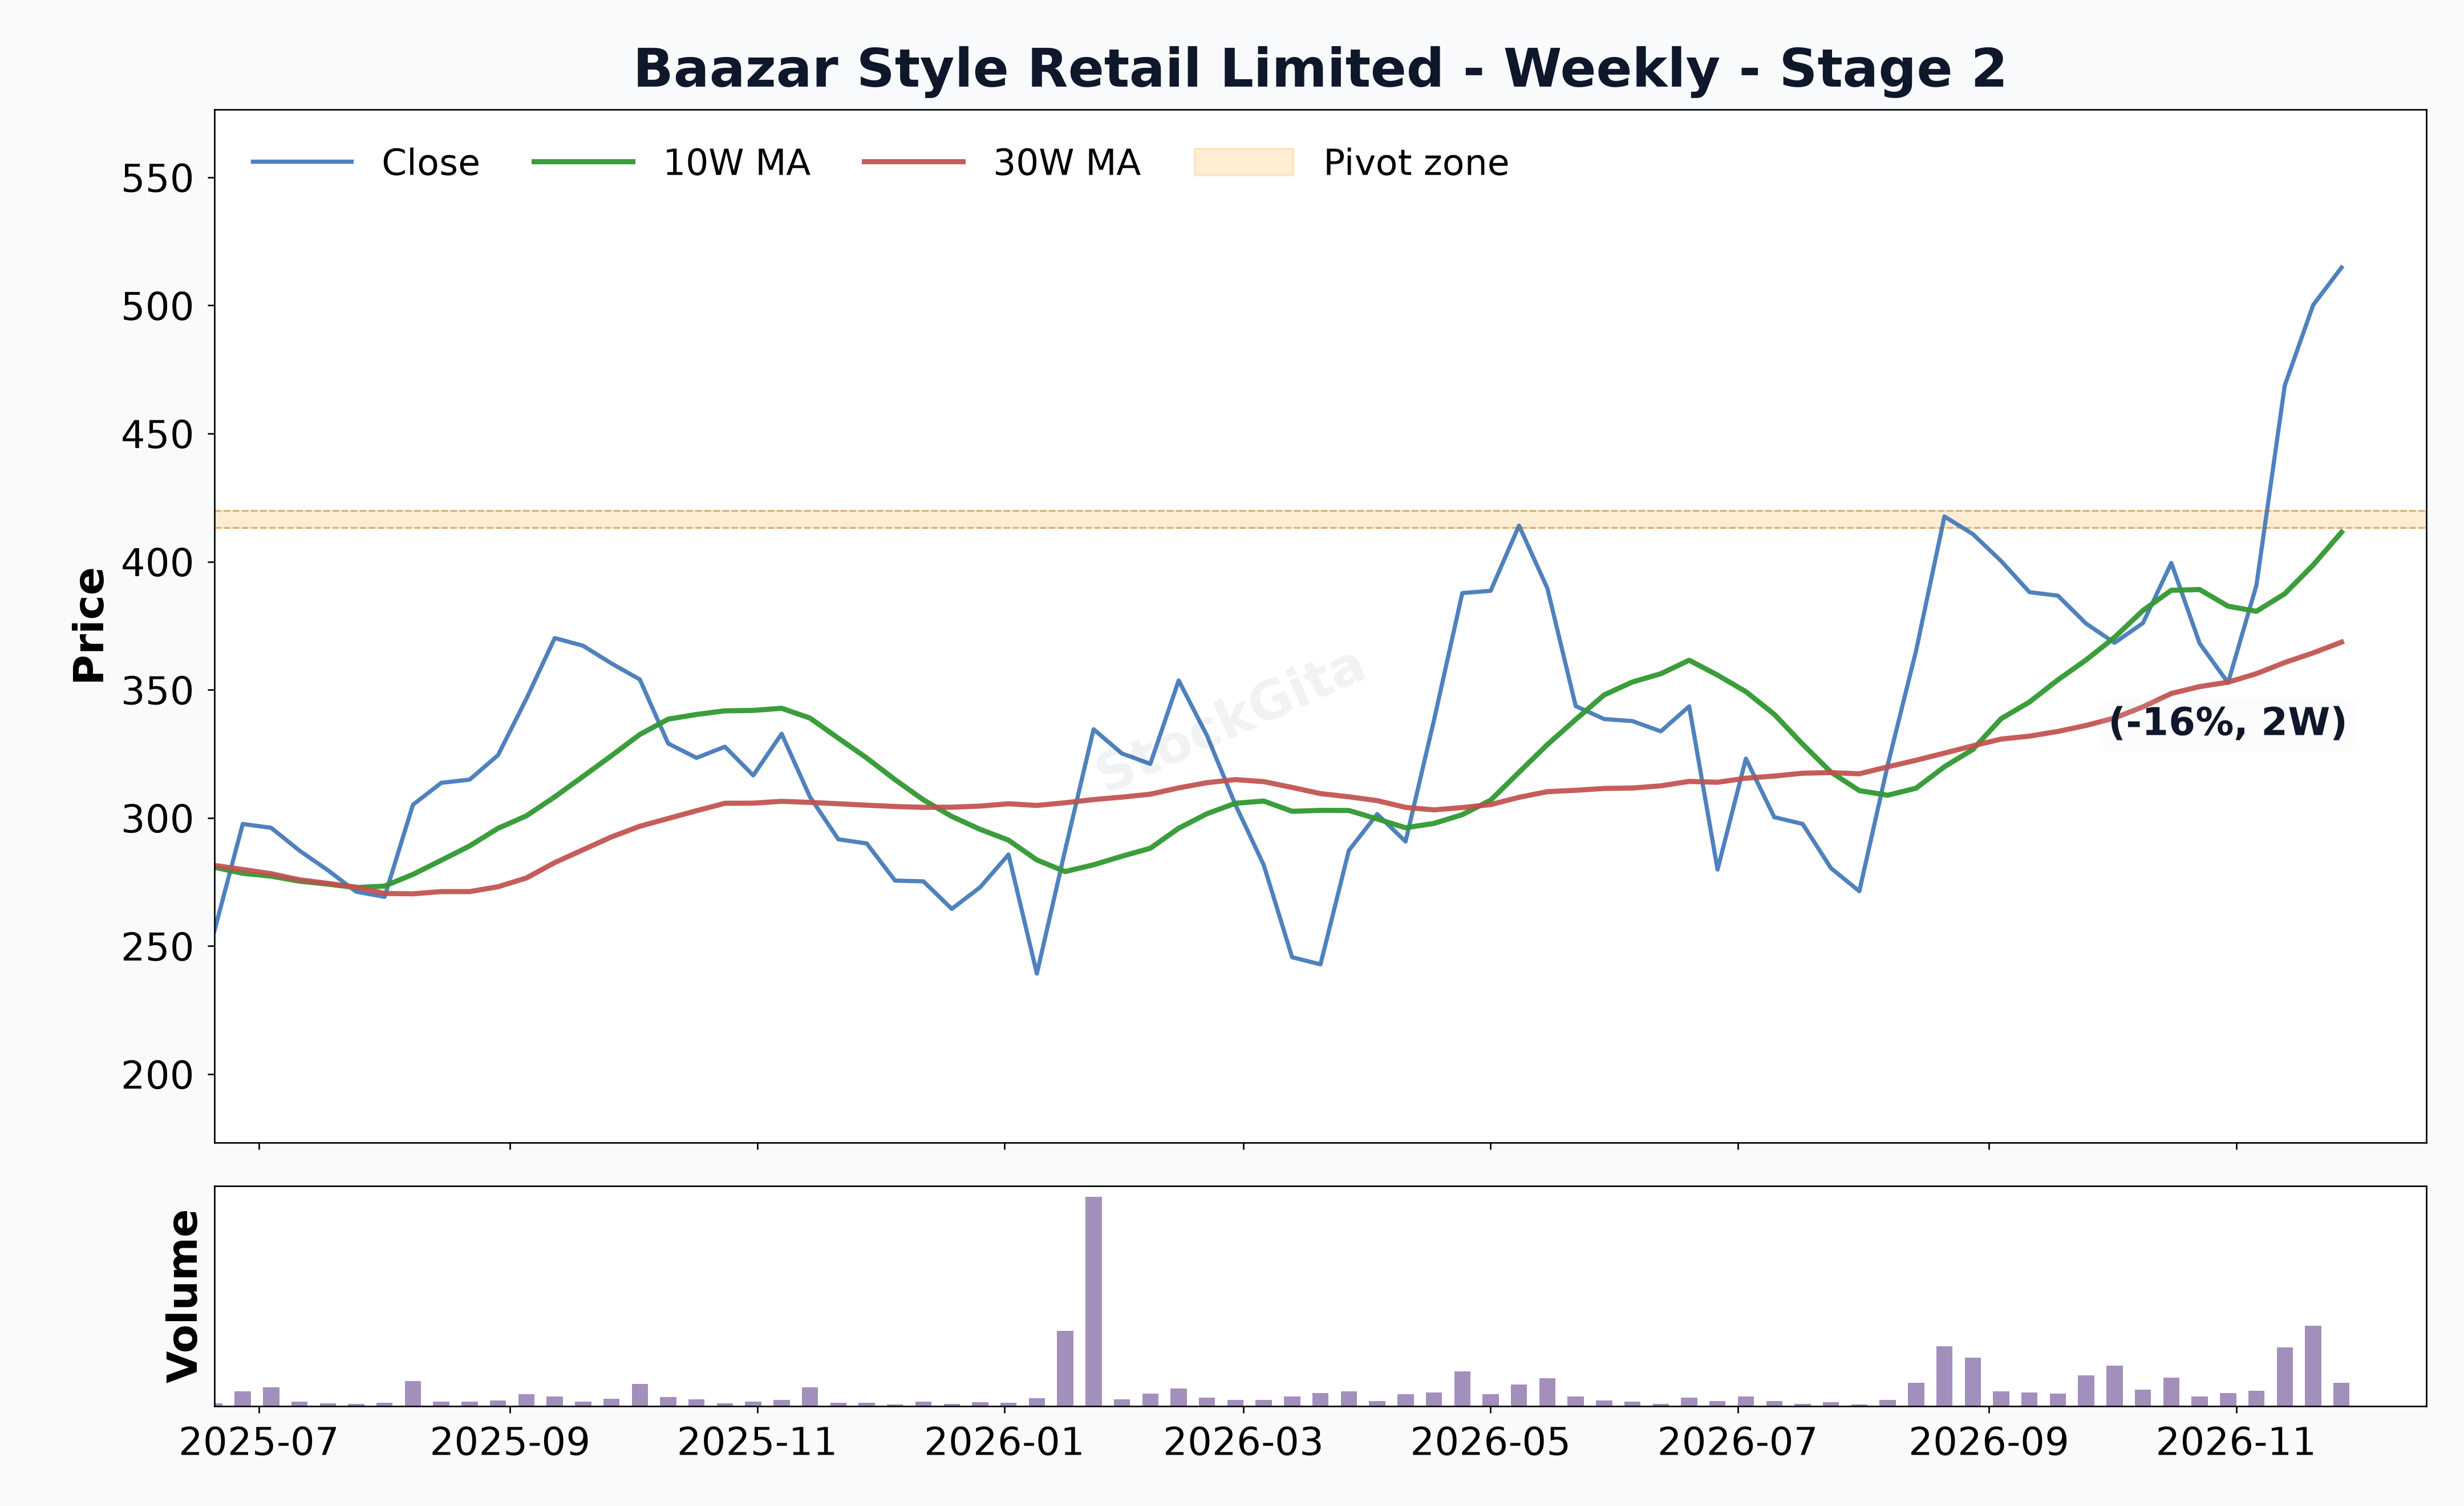 Baazar Style Retail Limited - Weekly - Stage 2
Close 10W MA 30W MA Pivot zone
550
500
450
400
350
300
250
200
Price
StockGita
(-16%, 2W)
Volume
2025-07 2025-09 2025-11 2026-01 2026-03 2026-05 2026-07 2026-09 2026-11